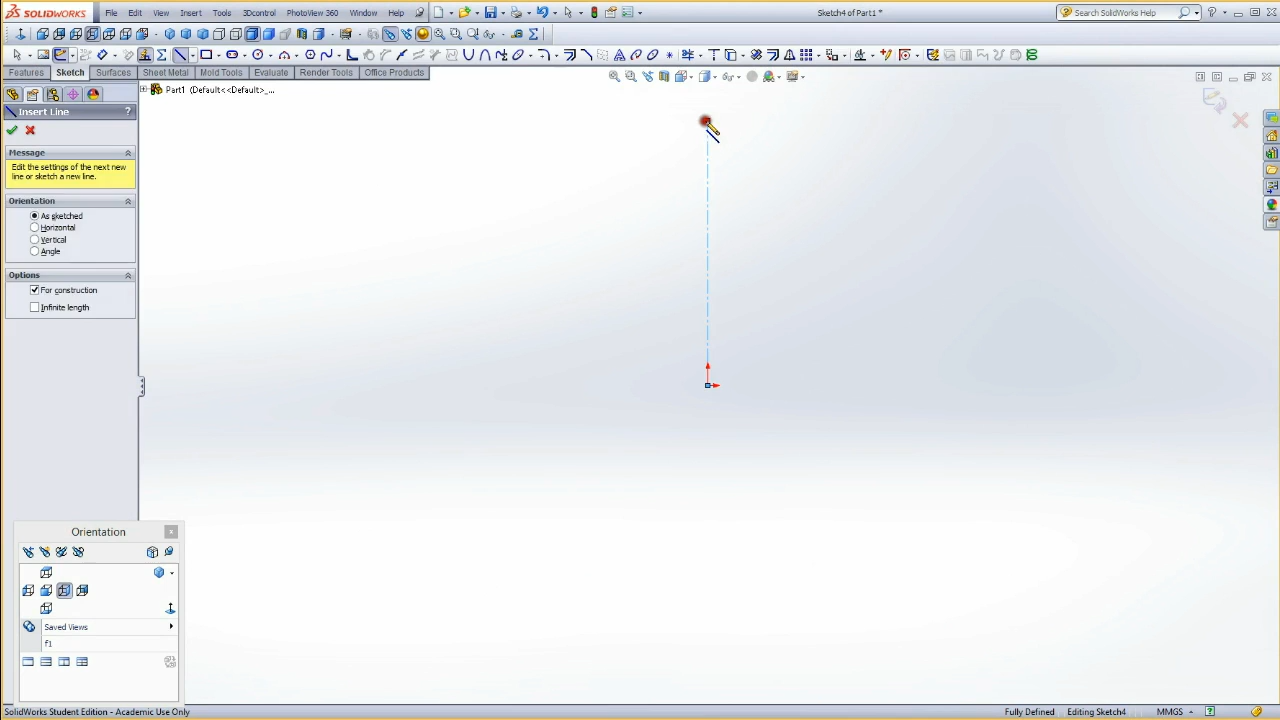 SOLIDWORKS File Edit View Insert Tools 3Dcontrol PhotoView 360 Window Help Sketch4 of Part1 * Search SolidWorks Help
Features Sketch Surfaces Sheet Metal Mold Tools Evaluate Render Tools Office Products
Part1 (Default<<Default>_...
Insert Line ?
Message
Edit the settings of the next new
line or sketch a new line.
Orientation
As sketched
Horizontal
Vertical
Angle
Options
For construction
Infinite length
Orientation
Saved Views
f1
SolidWorks Student Edition - Academic Use Only Fully Defined Editing Sketch4 MMGS